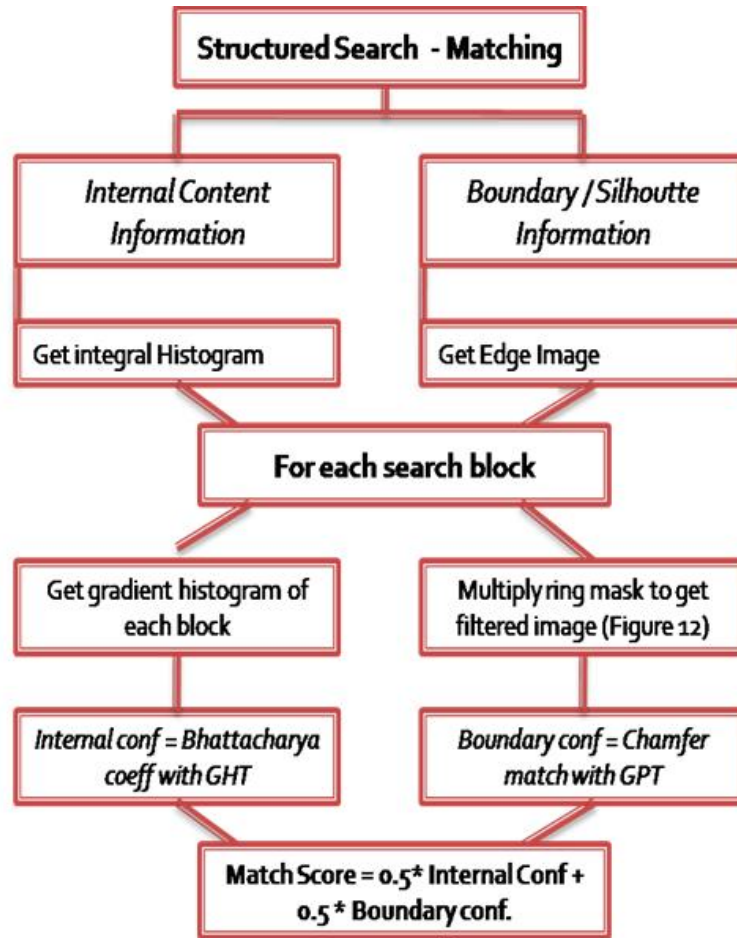 Structured Search - Matching
Internal Content
Information
Boundary / Silhoutte
Information
Get integral Histogram
Get Edge Image
For each search block
Get gradient histogram of
each block
Multiply ring mask to get
filtered image (Figure 12)
Internal conf = Bhattacharya
coeff with GHT
Boundary conf = Chamfer
match with GPT
Match Score = 0.5* Internal Conf +
0.5 * Boundary conf.